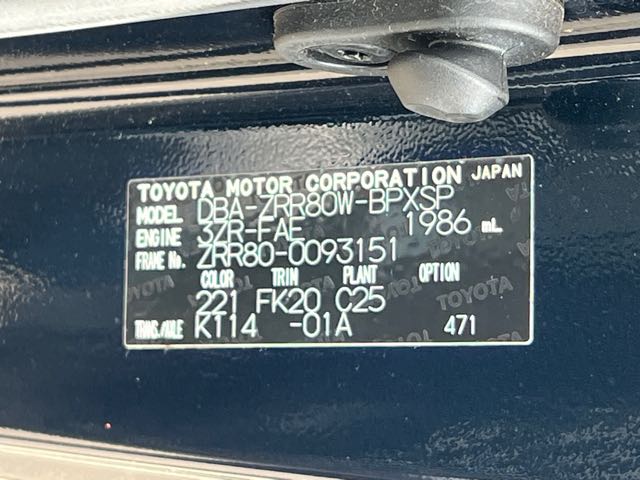 TOYOTA MOTOR CORPORATION JAPAN
MODEL DBA-ZRR80W-BPXSP
ENGINE 3ZR-FAE 1986 mL
FRAME No. ZRR80-0093151
COLOR TRIM PLANT OPTION
221 FK20 C25
TRANS./AXLE K114 -01A 471
TOYOTA